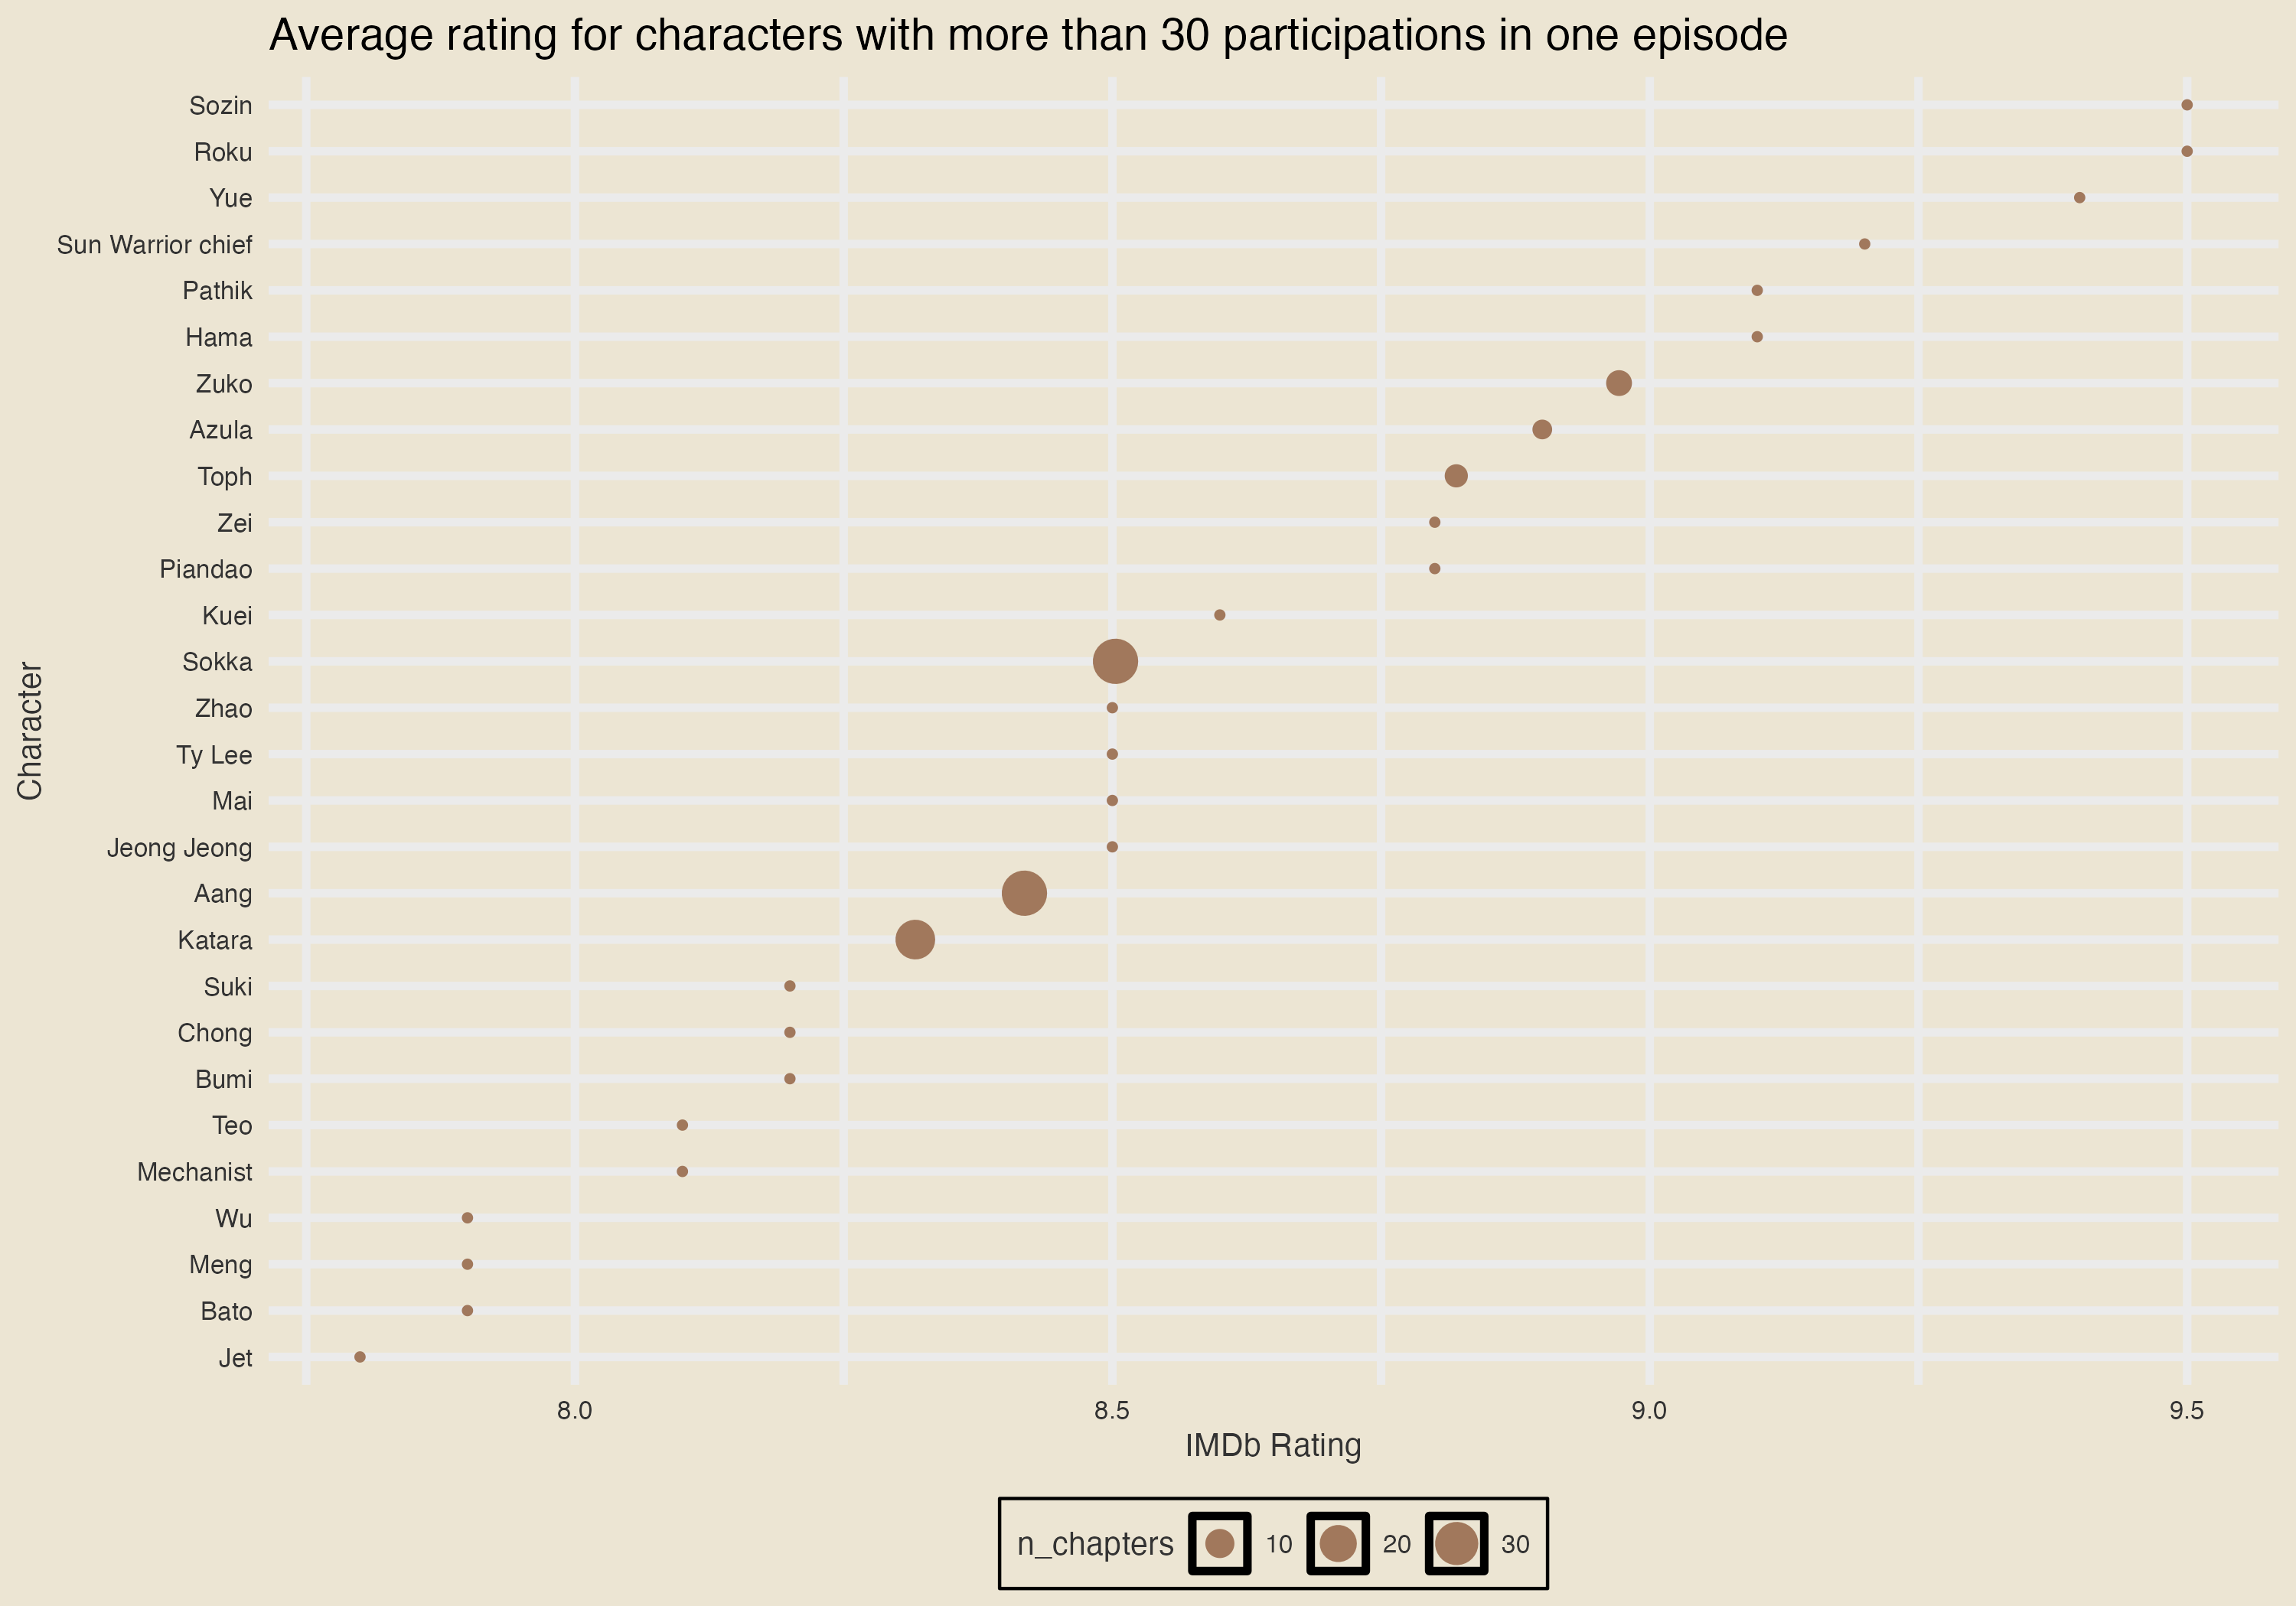 Average rating for characters with more than 30 participations in one episode
Character
Sozin
Roku
Yue
Sun Warrior chief
Pathik
Hama
Zuko
Azula
Toph
Zei
Piandao
Kuei
Sokka
Zhao
Ty Lee
Mai
Jeong Jeong
Aang
Katara
Suki
Chong
Bumi
Teo
Mechanist
Wu
Meng
Bato
Jet
8.0 8.5 9.0 9.5
IMDb Rating
n_chapters 10 20 30